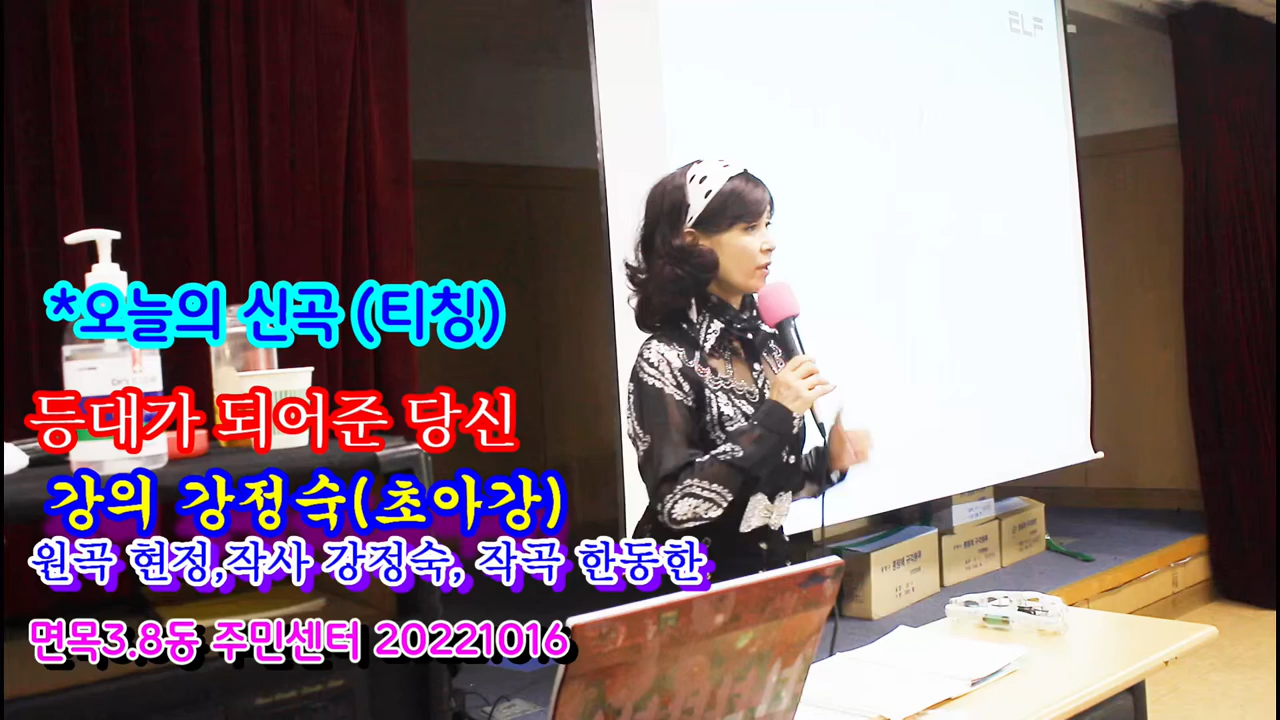 ELF
*오늘의 신곡 (티칭)
등대가 되어준 당신
강의 강정숙(초아강)
원곡 현정,작사 강정숙, 작곡 한동한
면목3.8동 주민센터 20221016